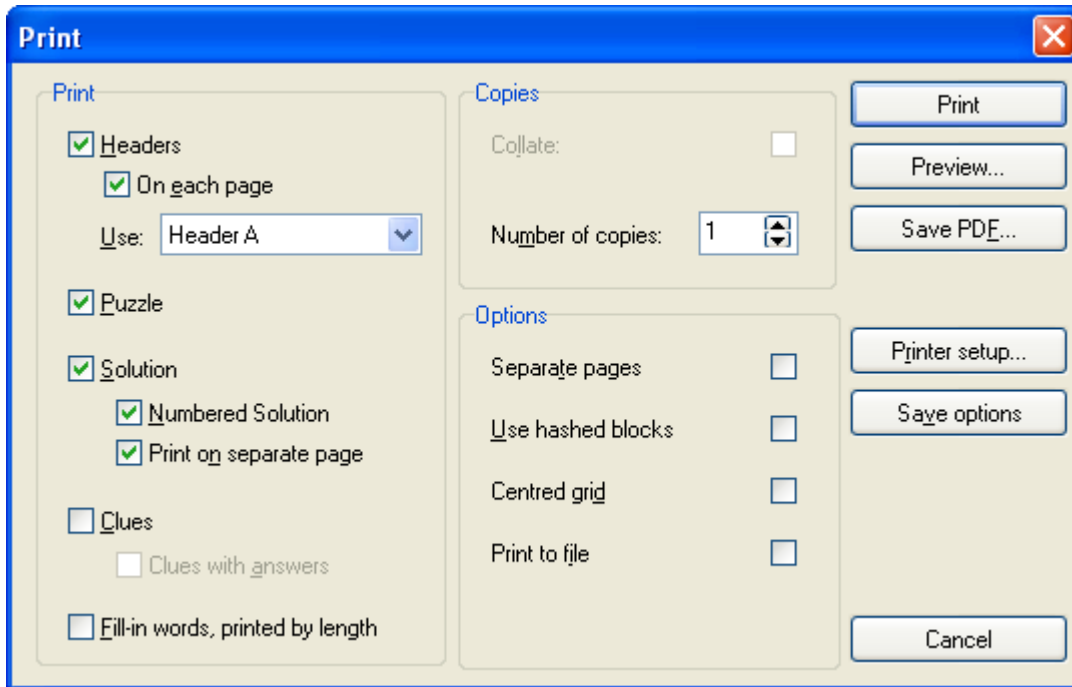 Print
Print
Headers
On each page
Use: Header A
Puzzle
Solution
Numbered Solution
Print on separate page
Clues
Clues with answers
Fill-in words, printed by length
Copies
Collate:
Number of copies: 1
Options
Separate pages
Use hashed blocks
Centred grid
Print to file
Print
Preview...
Save PDF...
Printer setup...
Save options
Cancel